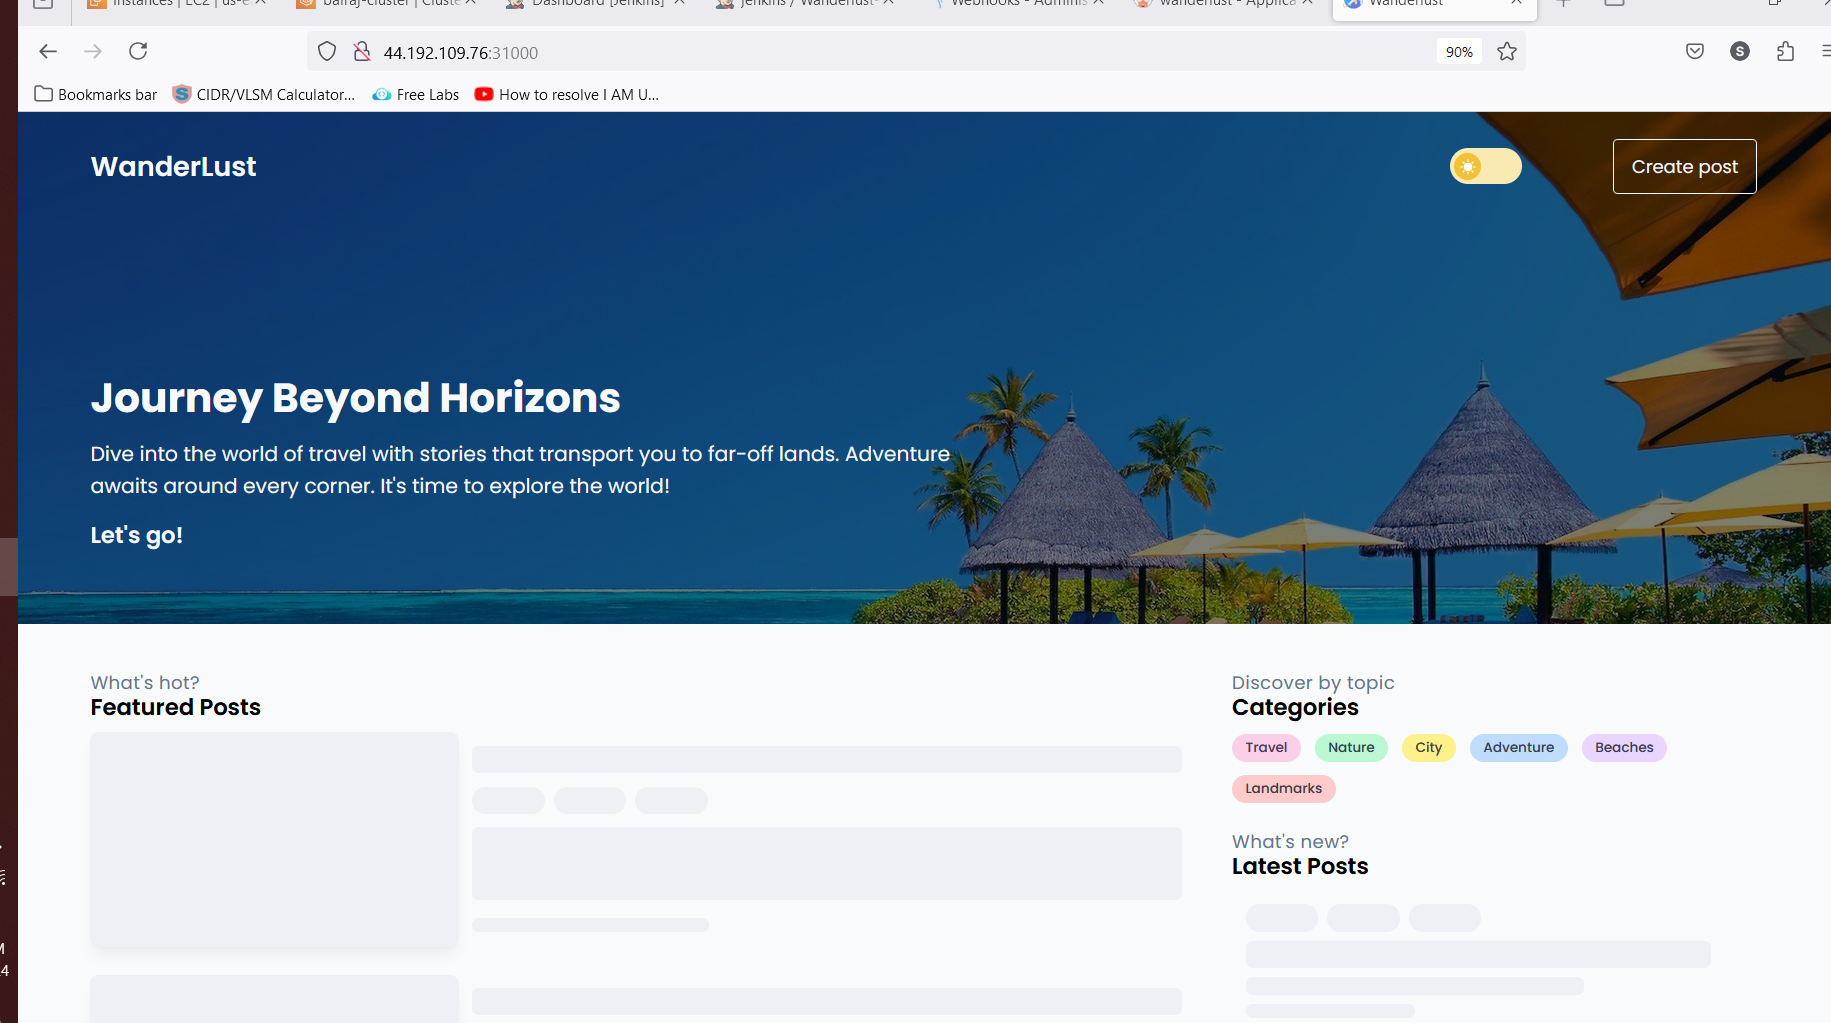 Instances | EC2 | us-e
balraj-cluster | Cluste
Dashboard [Jenkins]
jenkins / Wanderlust-
Webhooks - Adminis
wanderlust - Applica
Wanderlust
44.192.109.76:31000
90%
S
Bookmarks bar
CIDR/VLSM Calculator...
Free Labs
How to resolve I AM U...
WanderLust
Create post
Journey Beyond Horizons
Dive into the world of travel with stories that transport you to far-off lands. Adventure
awaits around every corner. It's time to explore the world!
Let's go!
What's hot?
Featured Posts
Discover by topic
Categories
Travel
Nature
City
Adventure
Beaches
Landmarks
What's new?
Latest Posts